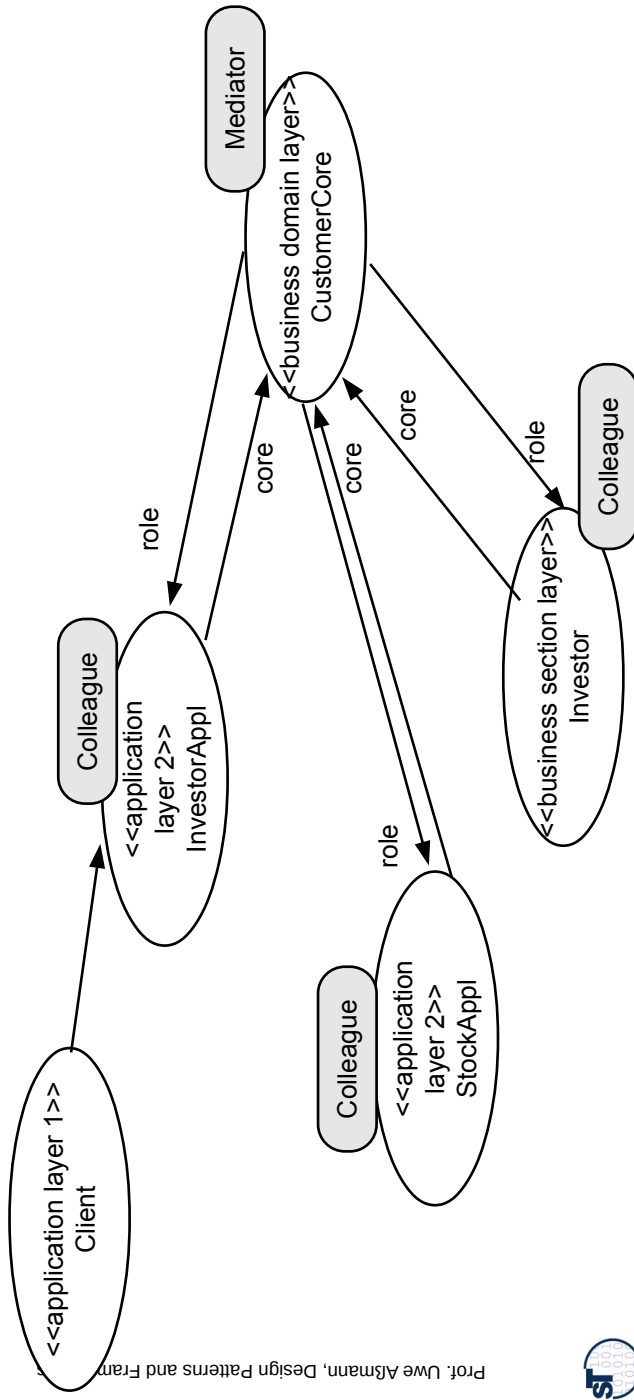 <<application layer 1>>
Client
Colleague
<<application
layer 2>>
InvestorAppl
role
core
Mediator
<<business domain layer>>
CustomerCore
Colleague
<<application
layer 2>>
StockAppl
role
core
core
role
<<business section layer>>
Investor
Colleague
Prof. Uwe Aßmann, Design Patterns and
ST